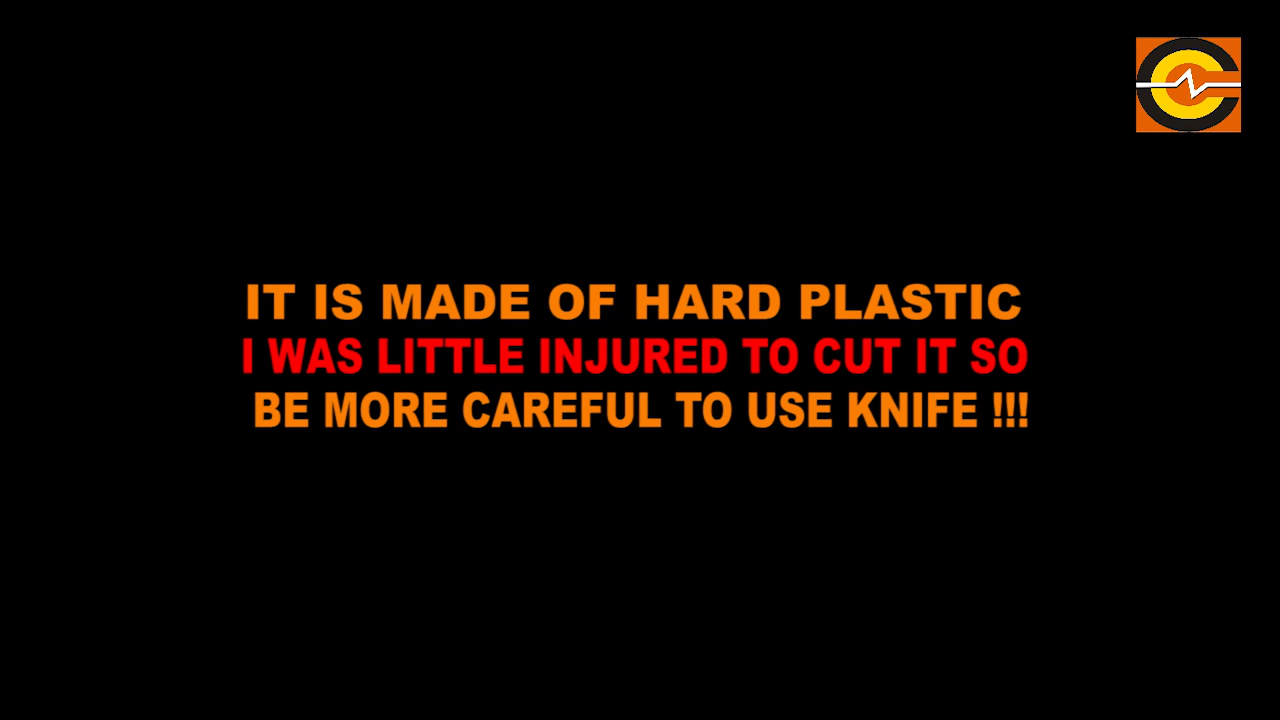 IT IS MADE OF HARD PLASTIC
I WAS LITTLE INJURED TO CUT IT SO
BE MORE CAREFUL TO USE KNIFE !!!